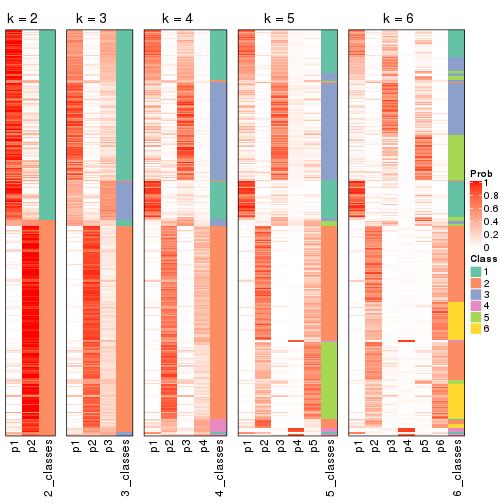 k = 2
k = 3
k = 4
k = 5
k = 6
Prob
1
0.8
0.6
0.4
0.2
0
Class
1
2
3
4
5
6
p1
p2
2_classes
p1
p2
p3
3_classes
p1
p2
p3
p4
4_classes
p1
p2
p3
p4
p5
5_classes
p1
p2
p3
p4
p5
p6
6_classes